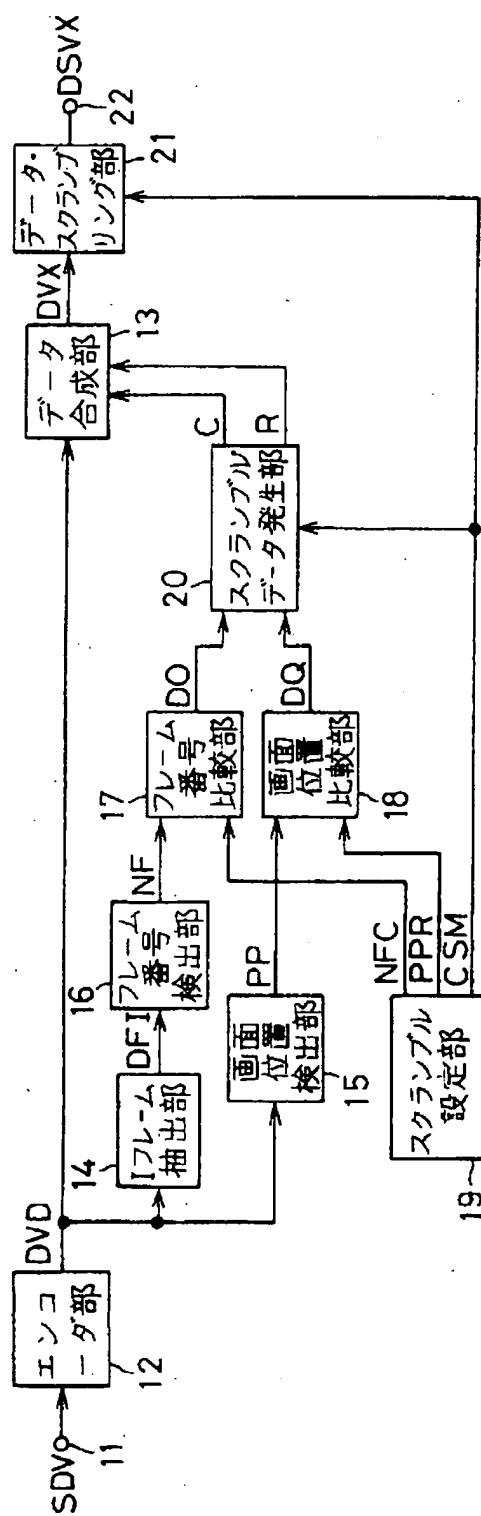 SDV
11
エンコ
ーダ部
12
DVD
Iフレーム
抽出部
14
DFI
フレーム
番号
検出部
16
NF
フレーム
番号
比較部
17
DO
画面
位置
検出部
15
PP
画面
位置
比較部
18
DQ
スクランブル
設定部
19
NFC
PPR
CSM
スクランブル
データ発生部
20
C
R
データ
合成部
13
DVX
データ・
スクランブ
リング部
21
22
DSVX